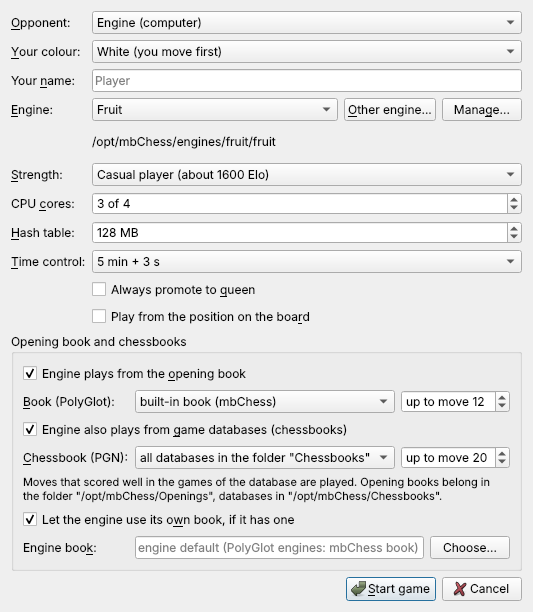 Opponent: Engine (computer)
Your colour: White (you move first)
Your name: Player
Engine: Fruit Other engine... Manage...
/opt/mbChess/engines/fruit/fruit
Strength: Casual player (about 1600 Elo)
CPU cores: 3 of 4
Hash table: 128 MB
Time control: 5 min + 3 s
Always promote to queen
Play from the position on the board
Opening book and chessbooks
Engine plays from the opening book
Book (PolyGlot): built-in book (mbChess) up to move 12
Engine also plays from game databases (chessbooks)
Chessbook (PGN): all databases in the folder "Chessbooks" up to move 20
Moves that scored well in the games of the database are played. Opening books belong in
the folder "/opt/mbChess/Openings", databases in "/opt/mbChess/Chessbooks".
Let the engine use its own book, if it has one
Engine book: engine default (PolyGlot engines: mbChess book) Choose...
Start game Cancel